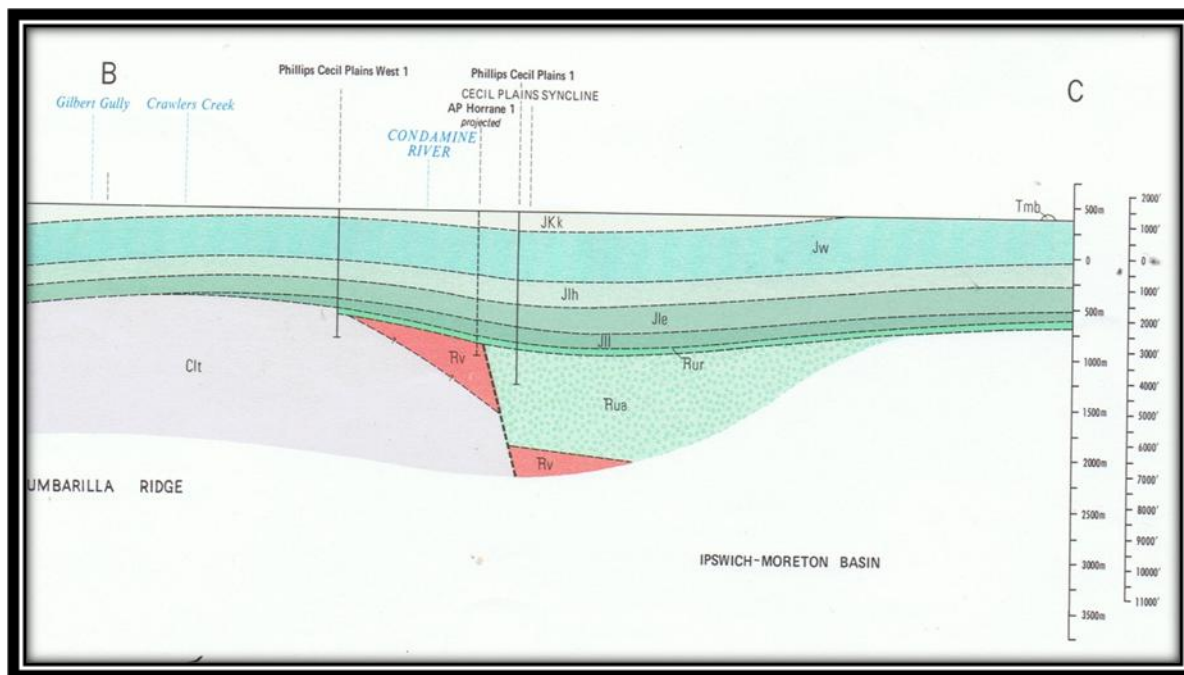 B
Phillips Cecil Plains West 1
Phillips Cecil Plains 1
C
Gilbert Gully
Crawlers Creek
CECIL PLAINS SYNCLINE
AP Horrane 1
projected
CONDAMINE
RIVER
Tmb
JKk
Jw
Jlh
Jle
Jll
Rv
Rur
Clt
Rua
Rv
UMBARILLA RIDGE
IPSWICH-MORETON BASIN
500m
0
500m
1000m
1500m
2000m
2500m
3000m
3500m
2000'
1000'
0
1000'
2000'
3000'
4000'
5000'
6000'
7000'
8000'
9000'
10000'
11000'